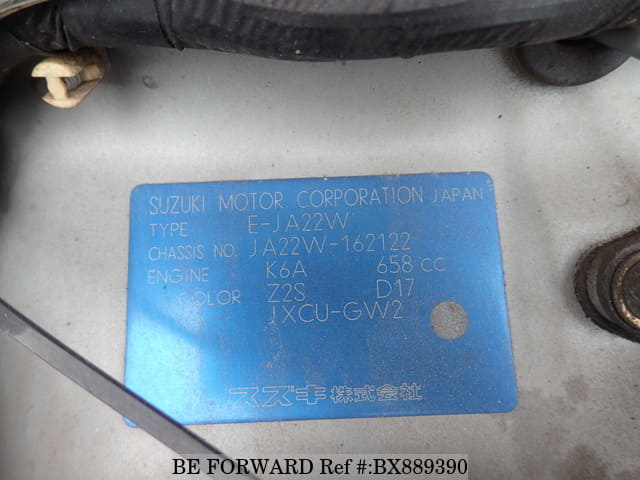 SUZUKI MOTOR CORPORATION JAPAN
TYPE E-JA22W
CHASSIS NO. JA22W-162122
ENGINE K6A 658 CC
COLOR Z2S D17
JXCU-GW2
スズキ株式会社
BE FORWARD Ref #:BX889390